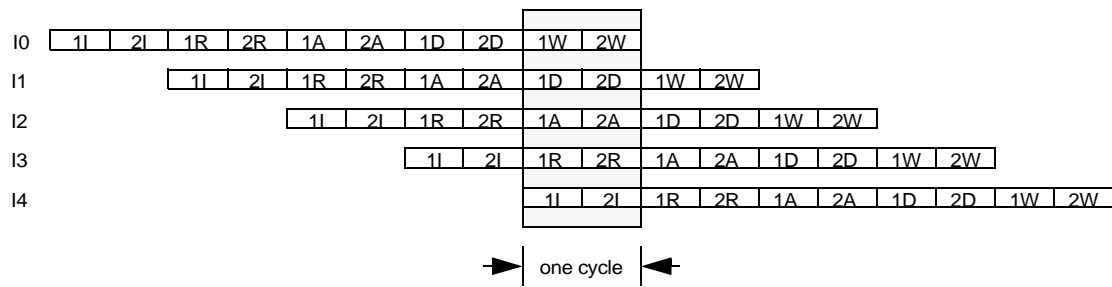 I0 1I 2I 1R 2R 1A 2A 1D 2D 1W 2W
I1 1I 2I 1R 2R 1A 2A 1D 2D 1W 2W
I2 1I 2I 1R 2R 1A 2A 1D 2D 1W 2W
I3 1I 2I 1R 2R 1A 2A 1D 2D 1W 2W
I4 1I 2I 1R 2R 1A 2A 1D 2D 1W 2W
one cycle